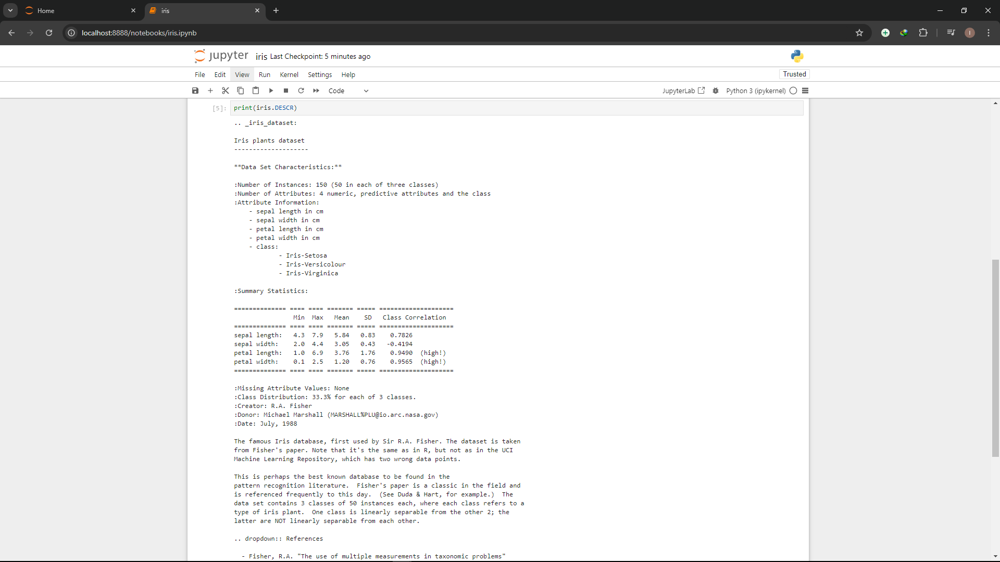 Home
iris
localhost:8888/notebooks/iris.ipynb
I
jupyter iris Last Checkpoint: 5 minutes ago
File Edit View Run Kernel Settings Help
Trusted
Code
JupyterLab
Python 3 (ipykernel)
[5]: print(iris.DESCR)
.. _iris_dataset:
Iris plants dataset
--------------------
**Data Set Characteristics:**
:Number of Instances: 150 (50 in each of three classes)
:Number of Attributes: 4 numeric, predictive attributes and the class
:Attribute Information:
    - sepal length in cm
    - sepal width in cm
    - petal length in cm
    - petal width in cm
    - class:
            - Iris-Setosa
            - Iris-Versicolour
            - Iris-Virginica
:Summary Statistics:
============== ==== ==== ======= ===== ====================
                Min  Max   Mean    SD   Class Correlation
============== ==== ==== ======= ===== ====================
sepal length:   4.3  7.9   5.84   0.83    0.7826
sepal width:    2.0  4.4   3.05   0.43   -0.4194
petal length:   1.0  6.9   3.76   1.76    0.9490  (high!)
petal width:    0.1  2.5   1.20   0.76    0.9565  (high!)
============== ==== ==== ======= ===== ====================
:Missing Attribute Values: None
:Class Distribution: 33.3% for each of 3 classes.
:Creator: R.A. Fisher
:Donor: Michael Marshall (MARSHALL%PLU@io.arc.nasa.gov)
:Date: July, 1988
The famous Iris database, first used by Sir R.A. Fisher. The dataset is taken
from Fisher's paper. Note that it's the same as in R, but not as in the UCI
Machine Learning Repository, which has two wrong data points.
This is perhaps the best known database to be found in the
pattern recognition literature.  Fisher's paper is a classic in the field and
is referenced frequently to this day.  (See Duda & Hart, for example.)  The
data set contains 3 classes of 50 instances each, where each class refers to a
type of iris plant.  One class is linearly separable from the other 2; the
latter are NOT linearly separable from each other.
.. dropdown:: References
  - Fisher, R.A. "The use of multiple measurements in taxonomic problems"